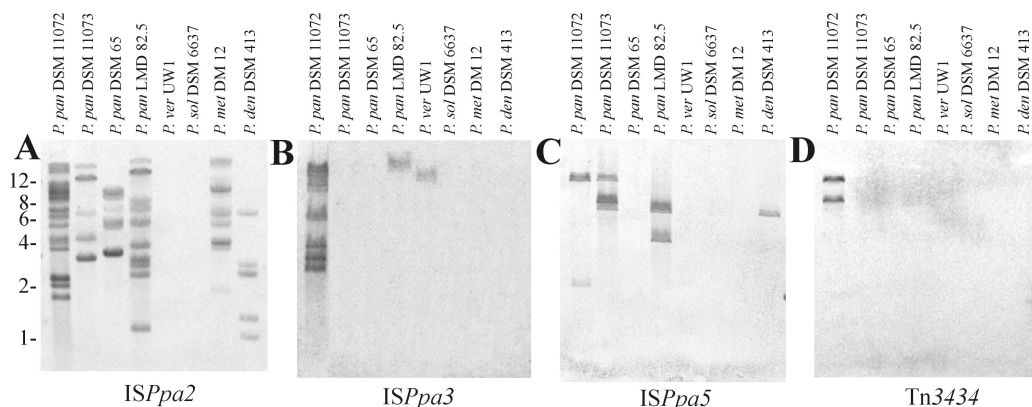 P. pan DSM 11072
P. pan DSM 11073
P. pan DSM 65
P. pan LMD 82.5
P. ver UW1
P. sol DSM 6637
P. met DM 12
P. den DSM 413
P. pan DSM 11072
P. pan DSM 11073
P. pan DSM 65
P. pan LMD 82.5
P. ver UW1
P. sol DSM 6637
P. met DM 12
P. den DSM 413
P. pan DSM 11072
P. pan DSM 11073
P. pan DSM 65
P. pan LMD 82.5
P. ver UW1
P. sol DSM 6637
P. met DM 12
P. den DSM 413
P. pan DSM 11072
P. pan DSM 11073
P. pan DSM 65
P. pan LMD 82.5
P. ver UW1
P. sol DSM 6637
P. met DM 12
P. den DSM 413
A
B
C
D
12-
8-
6-
4-
2-
1-
ISPpa2
ISPpa3
ISPpa5
Tn3434